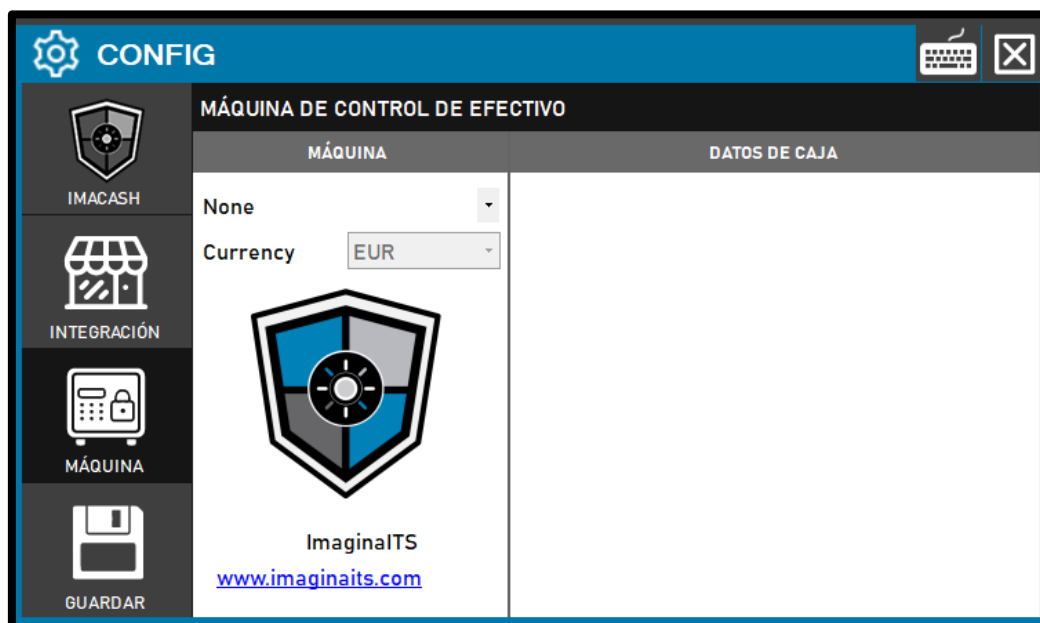 CONFIG
IMACASH
INTEGRACIÓN
MÁQUINA
GUARDAR
MÁQUINA DE CONTROL DE EFECTIVO
MÁQUINA
DATOS DE CAJA
None
Currency EUR
ImaginaITS
www.imaginaits.com